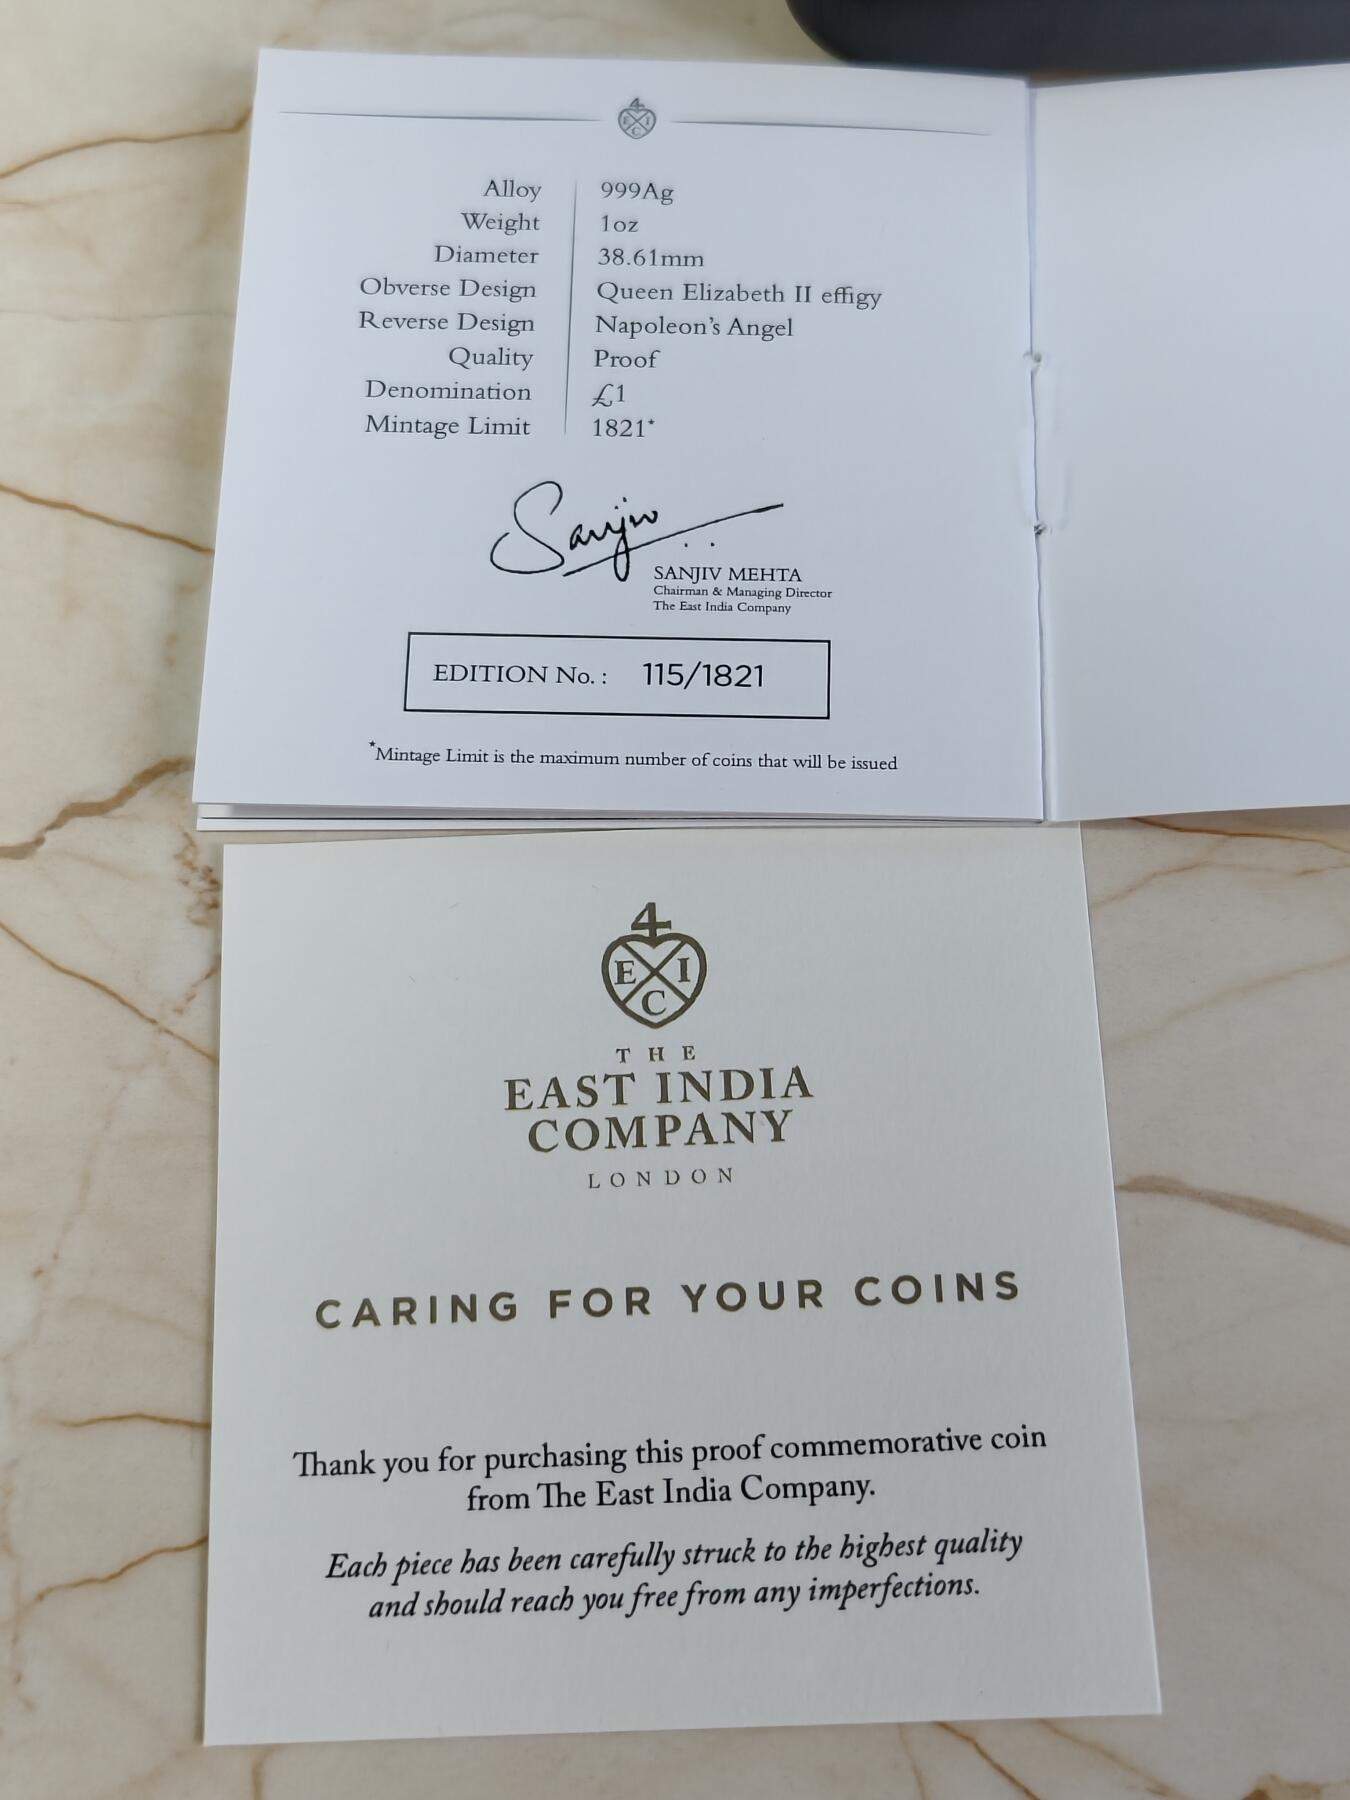 4
E I
C
Alloy 999Ag
Weight 1oz
Diameter 38.61mm
Obverse Design Queen Elizabeth II effigy
Reverse Design Napoleon's Angel
Quality Proof
Denomination £1
Mintage Limit 1821*
Sanjiv
SANJIV MEHTA
Chairman & Managing Director
The East India Company
EDITION No. : 115/1821
*Mintage Limit is the maximum number of coins that will be issued
4
E I
C
THE
EAST INDIA
COMPANY
LONDON
CARING FOR YOUR COINS
Thank you for purchasing this proof commemorative coin
from The East India Company.
Each piece has been carefully struck to the highest quality
and should reach you free from any imperfections.